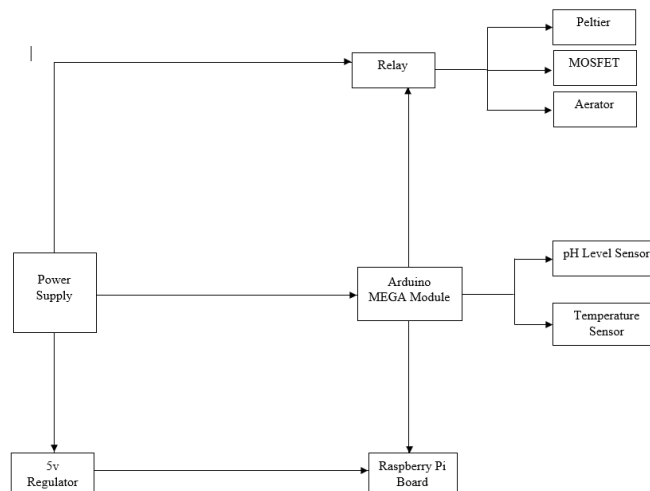 Peltier
MOSFET
Relay
Aerator
Power
Supply
Arduino
MEGA Module
pH Level Sensor
Temperature
Sensor
5v
Regulator
Raspberry Pi
Board